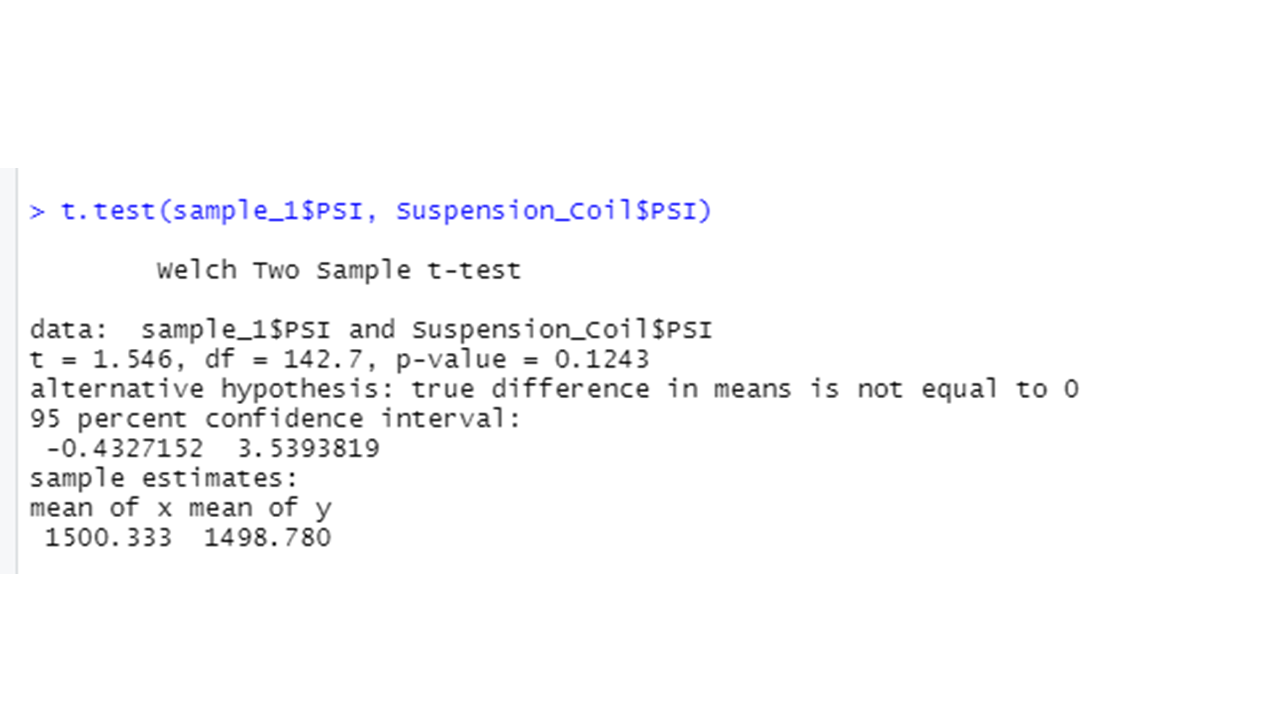 > t.test(sample_1$PSI, Suspension_Coil$PSI)
Welch Two Sample t-test
data:  sample_1$PSI and Suspension_Coil$PSI
t = 1.546, df = 142.7, p-value = 0.1243
alternative hypothesis: true difference in means is not equal to 0
95 percent confidence interval:
-0.4327152  3.5393819
sample estimates:
mean of x mean of y
1500.333  1498.780